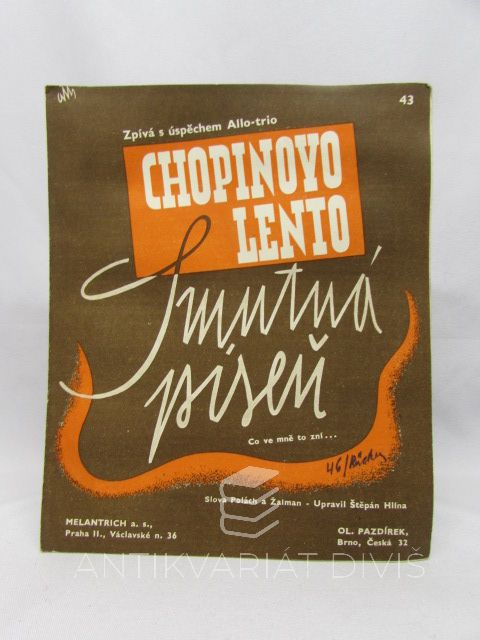 43
Zpívá s úspěchem Allo-trio
CHOPINOVO
LENTO
Smutná
píseň
Co ve mně to zní...
Slova Polách a Žalman - Upravil Štěpán Hlína
MELANTRICH a. s.,
Praha II., Václavské n. 36
OL. PAZDÍREK,
Brno, Česká 32
ANTIKVARIÁT DIVIŠ